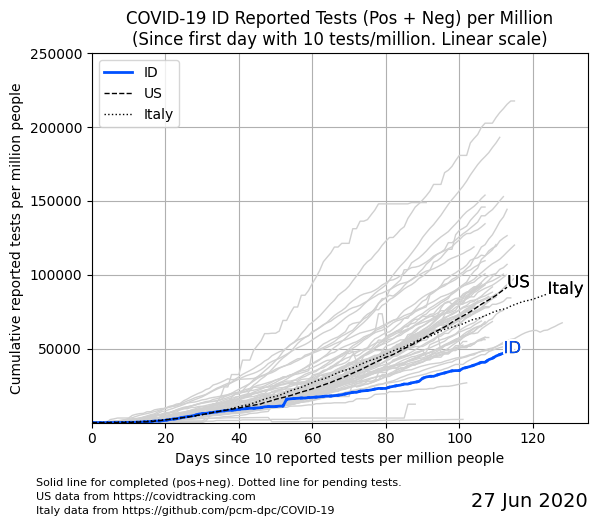 COVID-19 ID Reported Tests (Pos + Neg) per Million
(Since first day with 10 tests/million. Linear scale)
Cumulative reported tests per million people
250000
200000
150000
100000
50000
ID
US
Italy
US
Italy
ID
0 20 40 60 80 100 120
Days since 10 reported tests per million people
Solid line for completed (pos+neg). Dotted line for pending tests.
US data from https://covidtracking.com
Italy data from https://github.com/pcm-dpc/COVID-19
27 Jun 2020